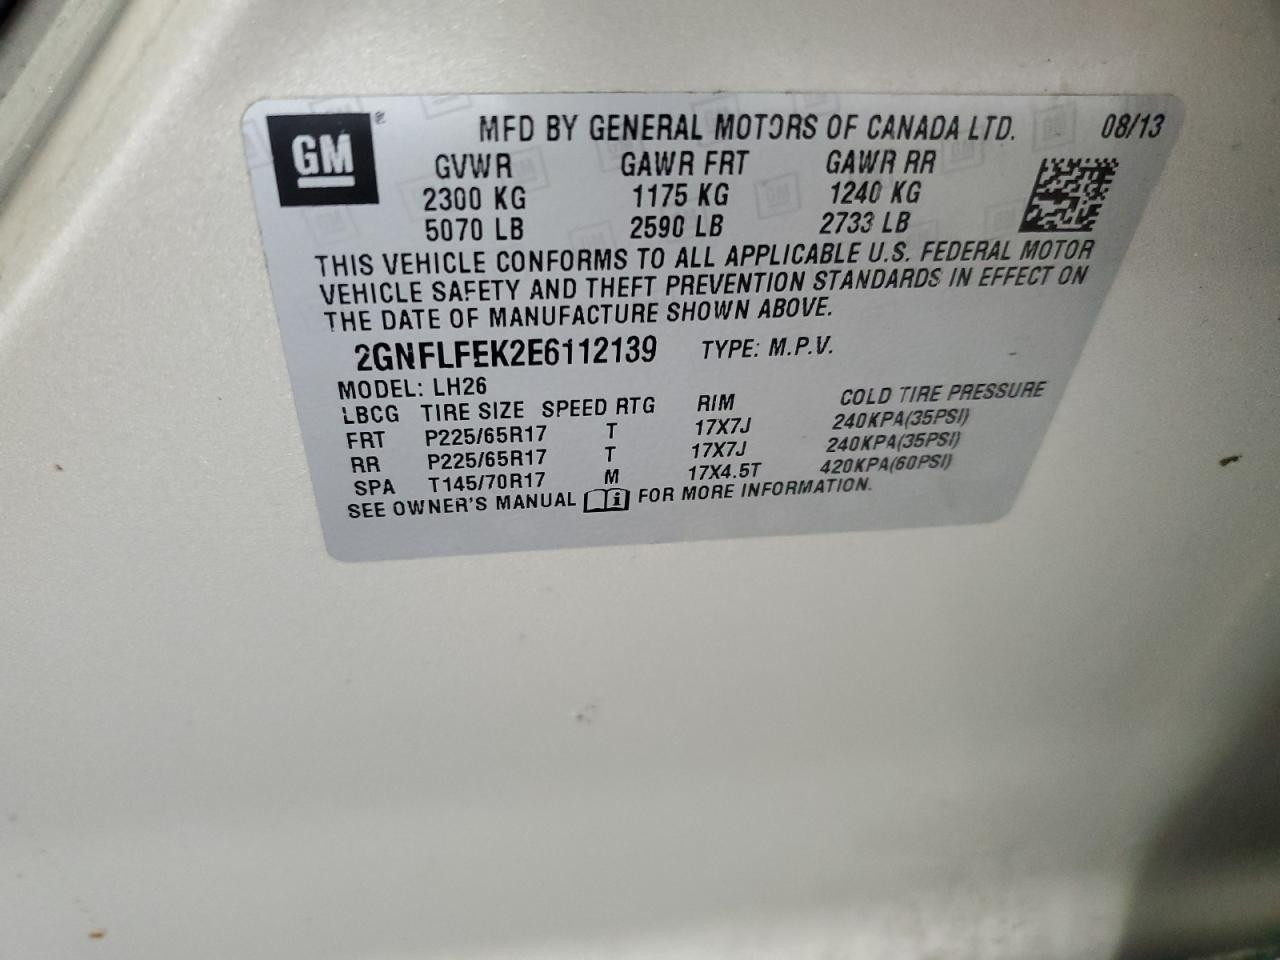 GM ® MFD BY GENERAL MOTORS OF CANADA LTD. 08/13
GVWR GAWR FRT GAWR RR
2300 KG 1175 KG 1240 KG
5070 LB 2590 LB 2733 LB
THIS VEHICLE CONFORMS TO ALL APPLICABLE U.S. FEDERAL MOTOR
VEHICLE SAFETY AND THEFT PREVENTION STANDARDS IN EFFECT ON
THE DATE OF MANUFACTURE SHOWN ABOVE.
2GNFLFEK2E6112139 TYPE: M.P.V.
MODEL: LH26
LBCG TIRE SIZE SPEED RTG RIM COLD TIRE PRESSURE
FRT P225/65R17 T 17X7J 240KPA(35PSI)
RR P225/65R17 T 17X7J 240KPA(35PSI)
SPA T145/70R17 M 17X4.5T 420KPA(60PSI)
SEE OWNER'S MANUAL i FOR MORE INFORMATION.